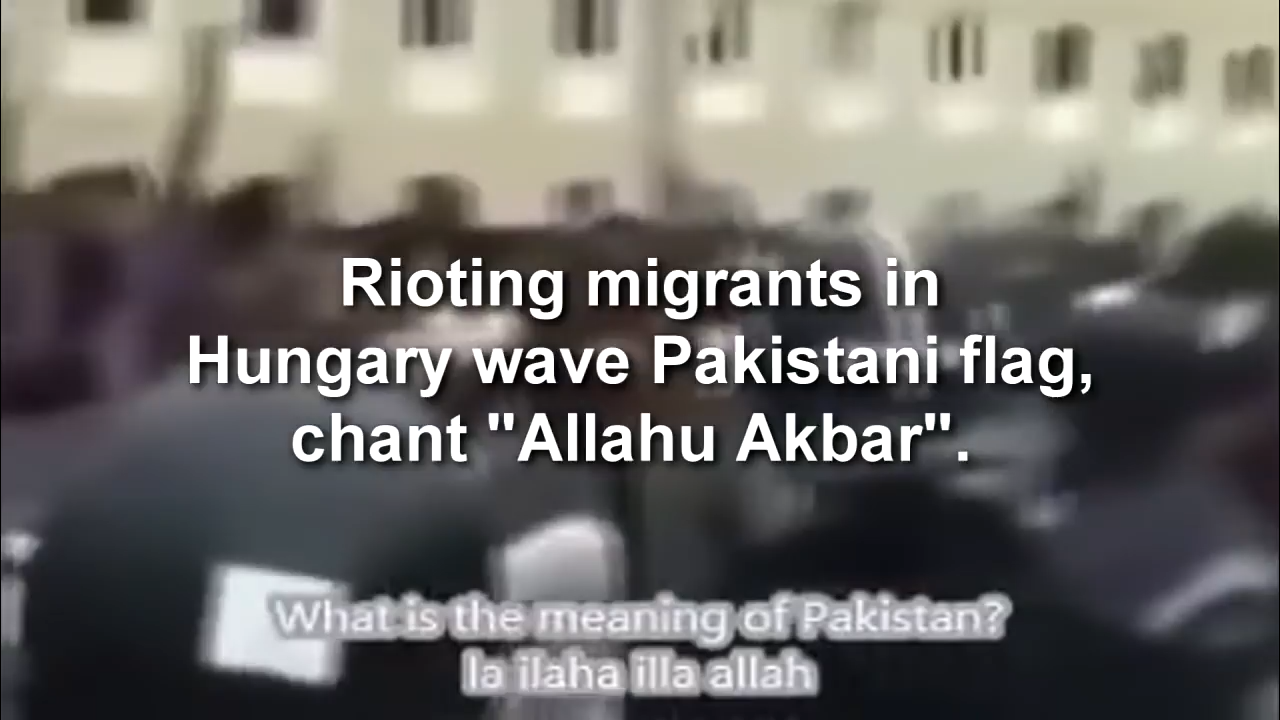 Rioting migrants in
Hungary wave Pakistani flag,
chant "Allahu Akbar".
What is the meaning of Pakistan?
la ilaha illa allah